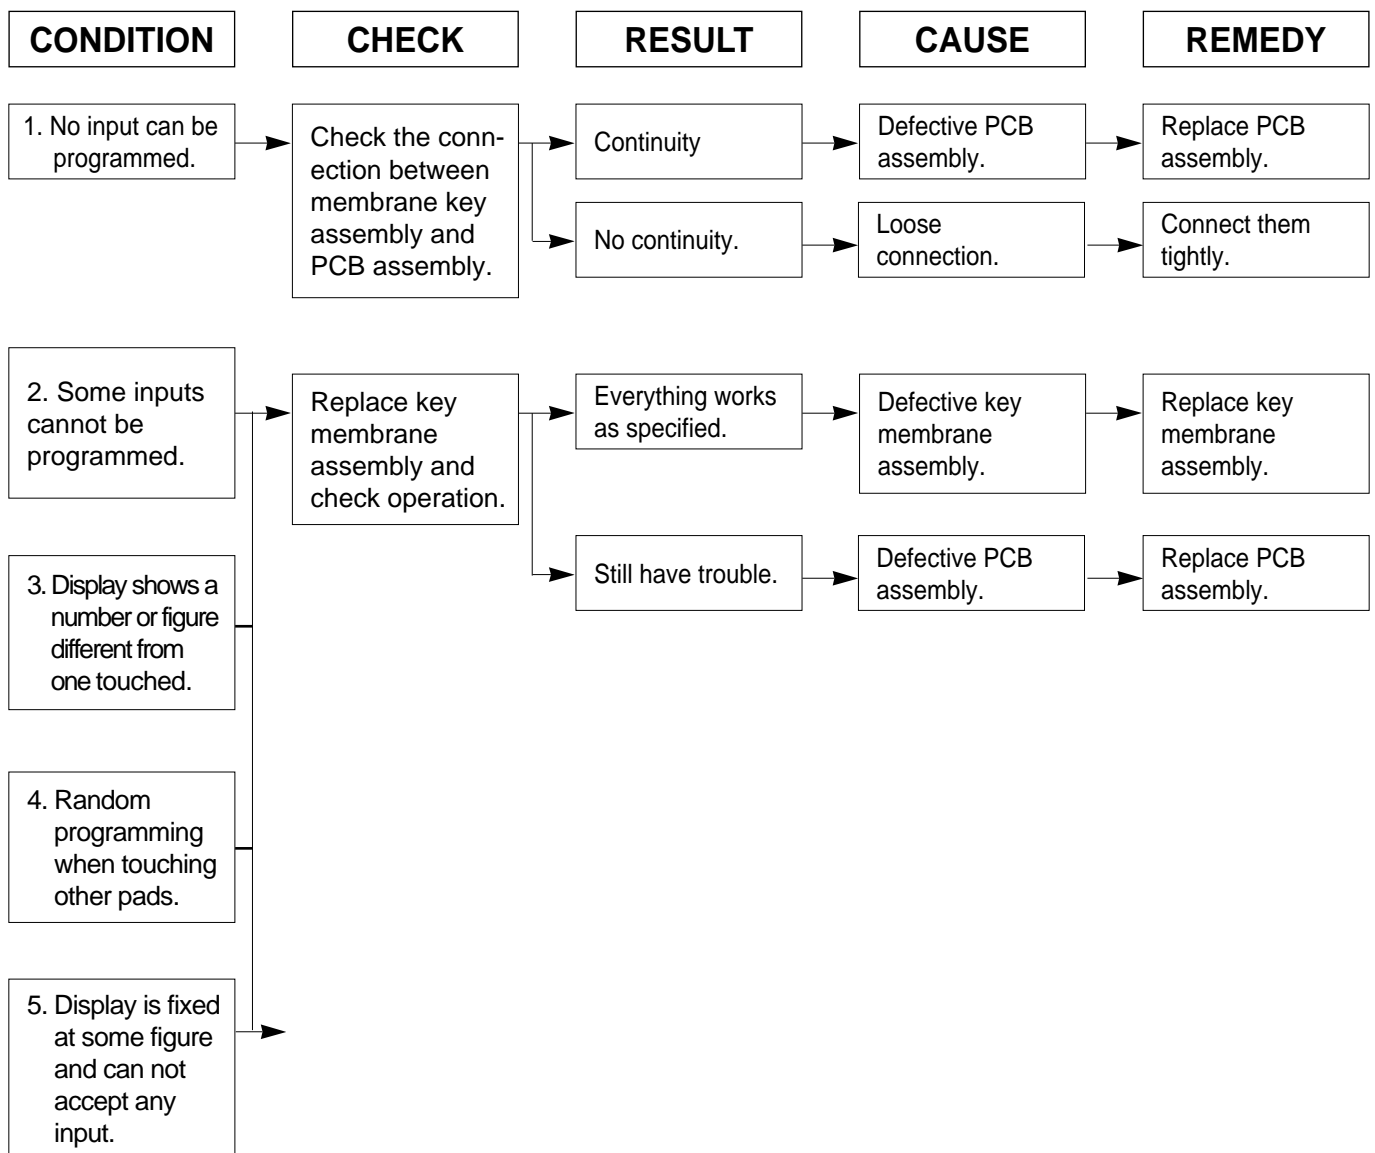 CONDITION
CHECK
RESULT
CAUSE
REMEDY
1. No input can be
programmed.
Check the conn-
ection between
membrane key
assembly and
PCB assembly.
Continuity
Defective PCB
assembly.
Replace PCB
assembly.
No continuity.
Loose
connection.
Connect them
tightly.
2. Some inputs
cannot be
programmed.
Replace key
membrane
assembly and
check operation.
Everything works
as specified.
Defective key
membrane
assembly.
Replace key
membrane
assembly.
Still have trouble.
Defective PCB
assembly.
Replace PCB
assembly.
3. Display shows a
number or figure
different from
one touched.
4. Random
programming
when touching
other pads.
5. Display is fixed
at some figure
and can not
accept any
input.